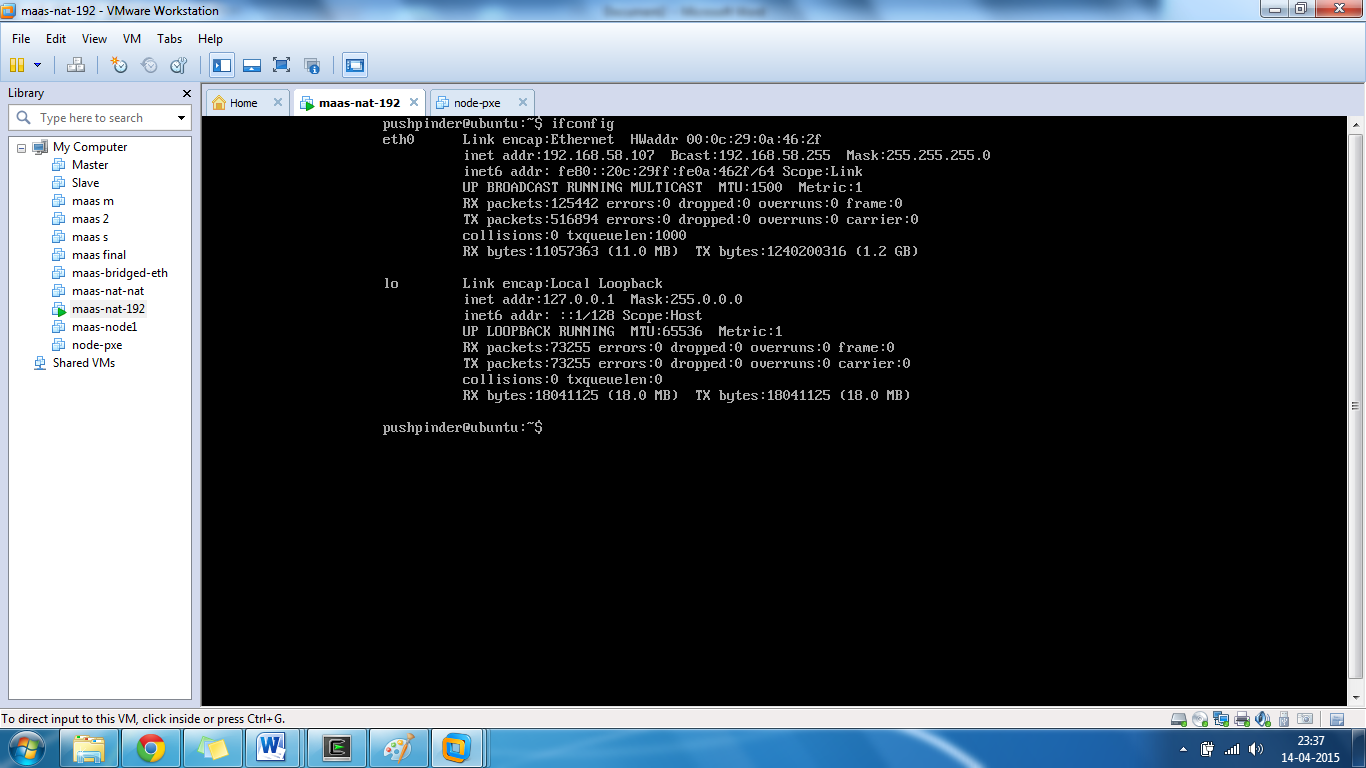 maas-nat-192 - VMware Workstation
File Edit View VM Tabs Help
Library
Type here to search
My Computer
Master
Slave
maas m
maas 2
maas s
maas final
maas-bridged-eth
maas-nat-nat
maas-nat-192
maas-node1
node-pxe
Shared VMs
Home maas-nat-192 node-pxe
pushpinder@ubuntu:~$ ifconfig
eth0 Link encap:Ethernet HWaddr 00:0c:29:0a:46:2f
inet addr:192.168.58.107 Bcast:192.168.58.255 Mask:255.255.255.0
inet6 addr: fe80::20c:29ff:fe0a:462f/64 Scope:Link
UP BROADCAST RUNNING MULTICAST MTU:1500 Metric:1
RX packets:125442 errors:0 dropped:0 overruns:0 frame:0
TX packets:516894 errors:0 dropped:0 overruns:0 carrier:0
collisions:0 txqueuelen:1000
RX bytes:11057363 (11.0 MB) TX bytes:1240200316 (1.2 GB)
lo Link encap:Local Loopback
inet addr:127.0.0.1 Mask:255.0.0.0
inet6 addr: ::1/128 Scope:Host
UP LOOPBACK RUNNING MTU:65536 Metric:1
RX packets:73255 errors:0 dropped:0 overruns:0 frame:0
TX packets:73255 errors:0 dropped:0 overruns:0 carrier:0
collisions:0 txqueuelen:0
RX bytes:18041125 (18.0 MB) TX bytes:18041125 (18.0 MB)
pushpinder@ubuntu:~$
To direct input to this VM, click inside or press Ctrl+G.
23:37
14-04-2015